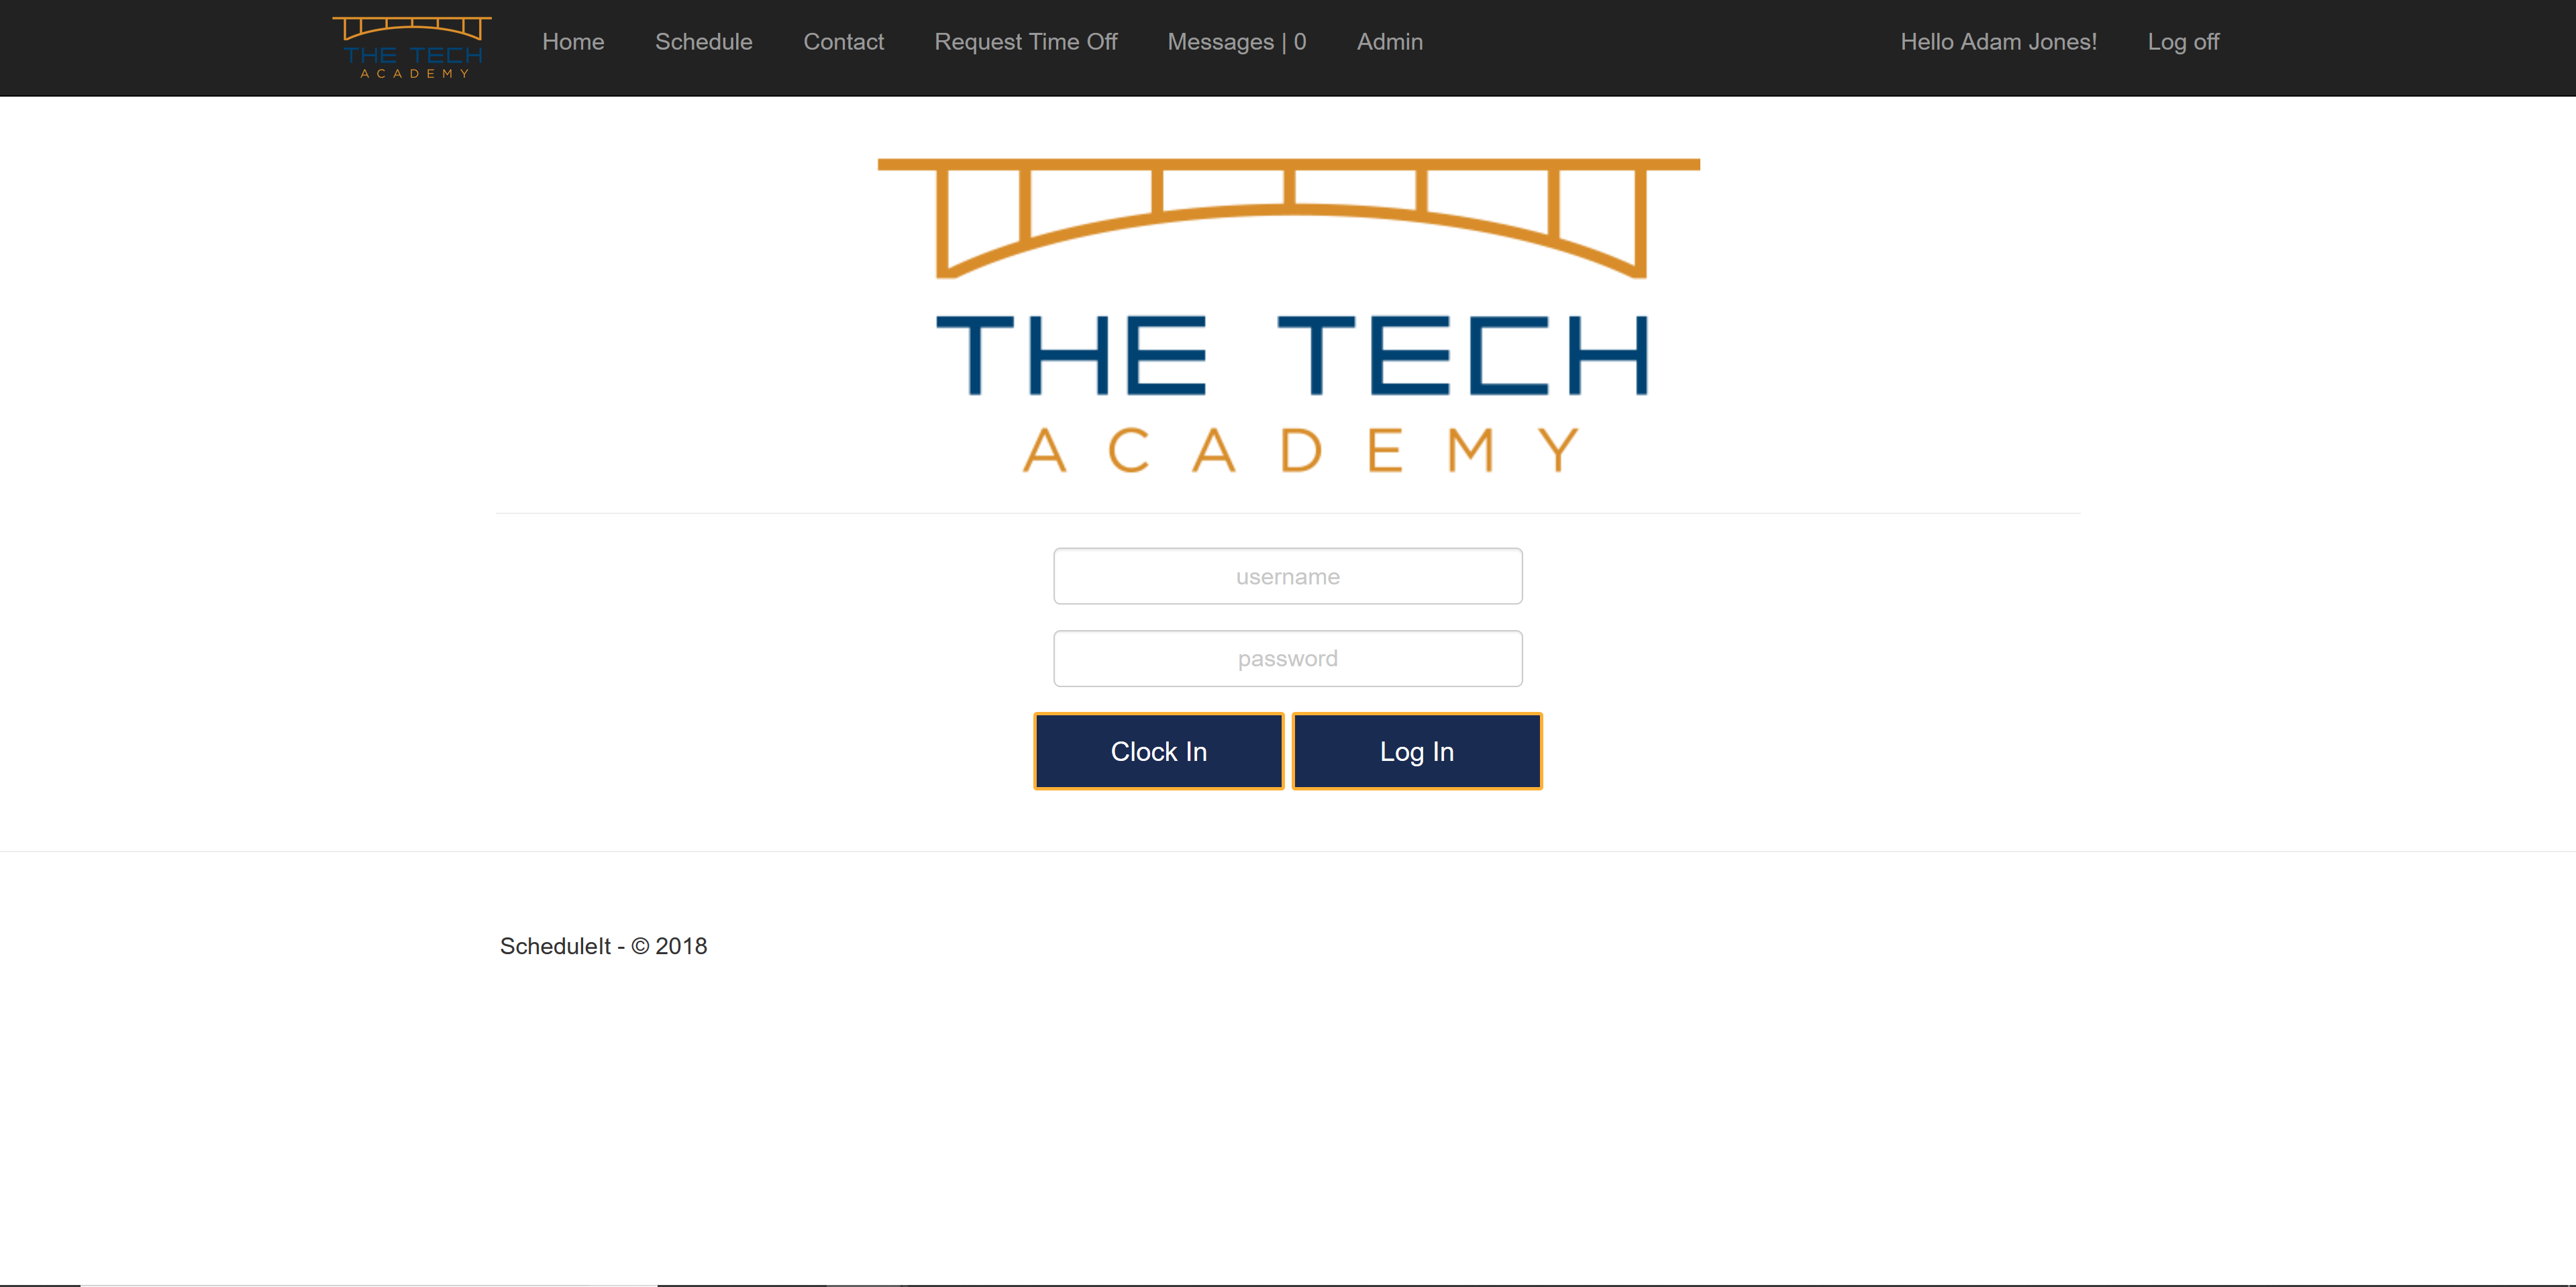 THE TECH
ACADEMY
Home Schedule Contact Request Time Off Messages | 0 Admin Hello Adam Jones! Log off
THE TECH
ACADEMY
username
password
Clock In Log In
ScheduleIt - © 2018